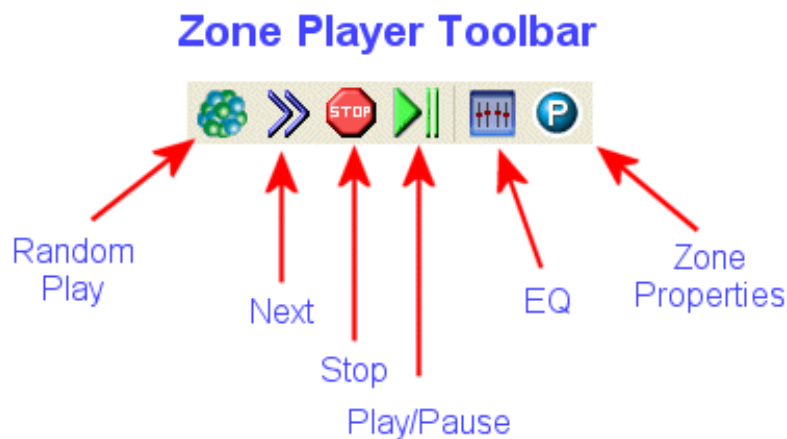 Zone Player Toolbar
STOP
P
Random
Play
Next
Stop
Play/Pause
EQ
Zone
Properties